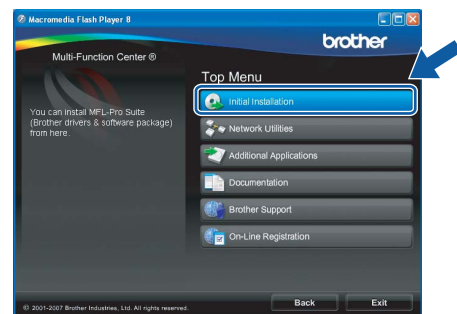 Macromedia Flash Player 8
brother
Multi-Function Center ®
Top Menu
You can install MFL-Pro Suite
(Brother drivers & software package)
from here.
Initial Installation
Network Utilities
Additional Applications
Documentation
Brother Support
On-Line Registration
© 2001-2007 Brother Industries, Ltd. All rights reserved.
Back
Exit